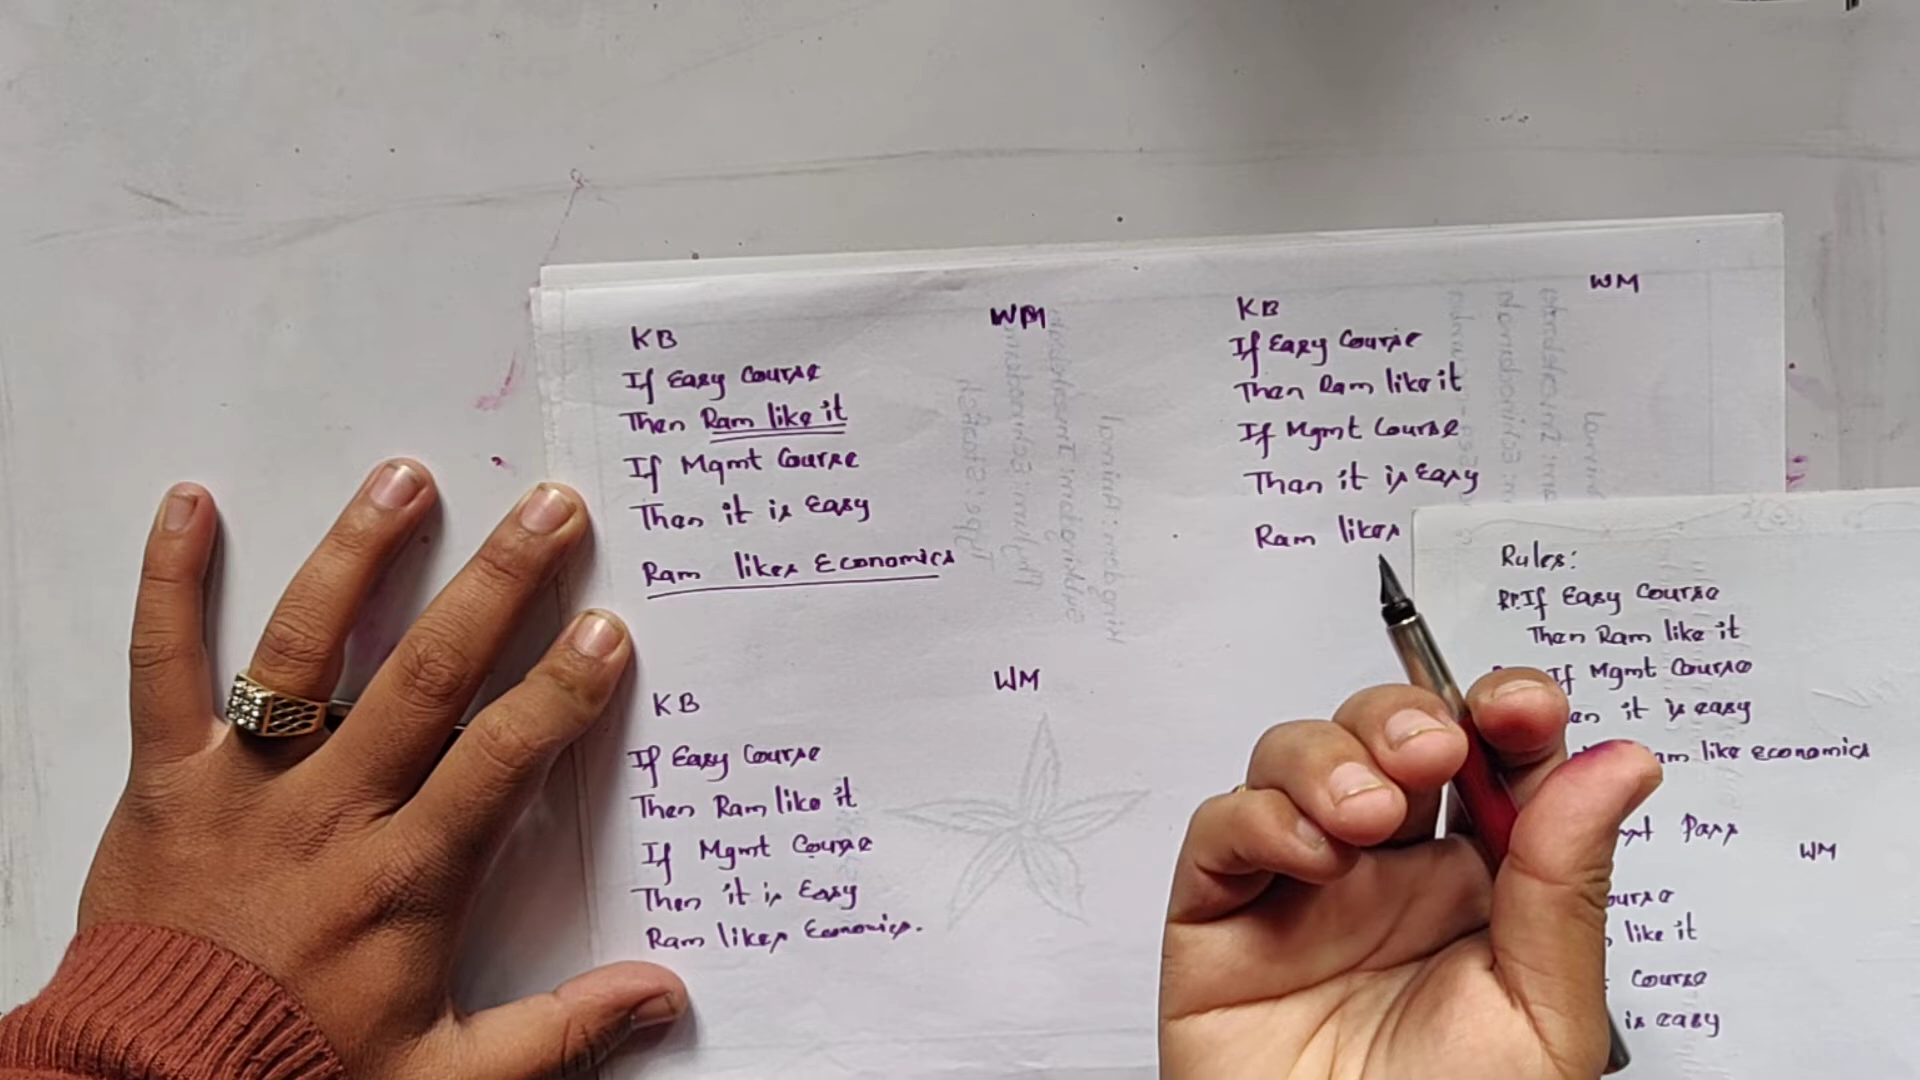 KB
WM
If Easy Course
Then Ram like it
If Mgmt Course
Then it is Easy
Ram likes Economics
KB
WM
If Easy Course
Then Ram like it
If Mgmt Course
Then it is Easy
Ram likes Economics.
KB
WM
If Easy Course
Then Ram like it
If Mgmt Course
Then it is Easy
Ram likes
Rules:
If Easy Course
Then Ram like it
If Mgmt Course
it is easy
like economics
Pass
WM
like it
Course
is easy